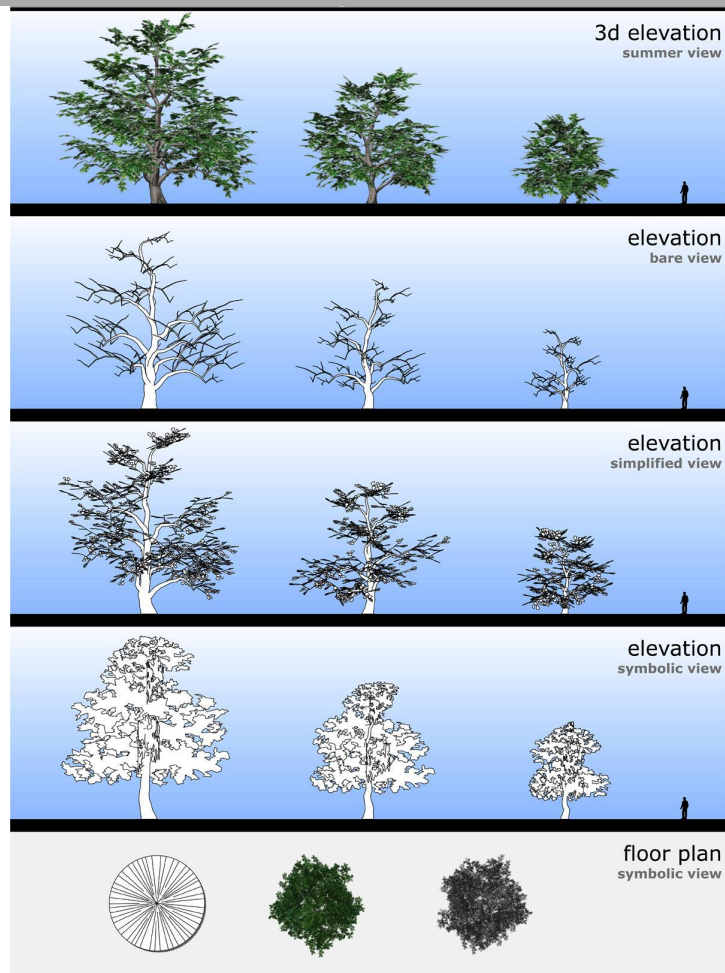 3d elevation
summer view
elevation
bare view
elevation
simplified view
elevation
symbolic view
floor plan
symbolic view